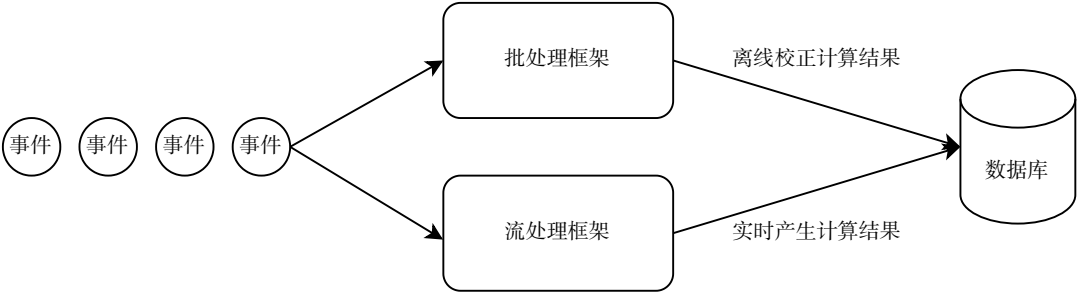 批处理框架
离线校正计算结果
事件 事件 事件 事件
数据库
流处理框架
实时产生计算结果